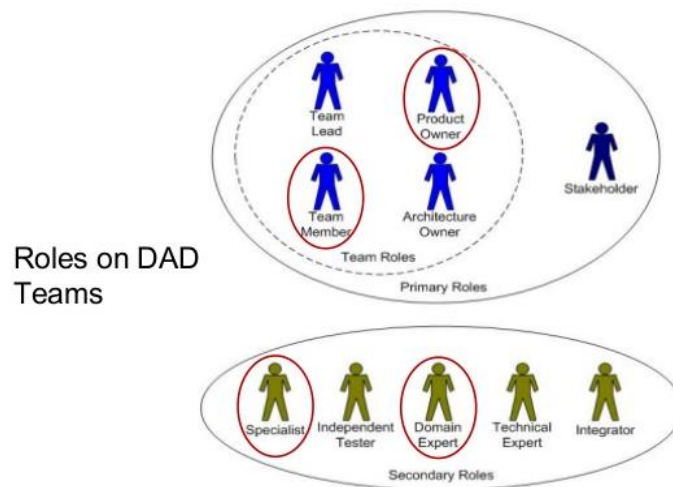 Roles on DAD
Teams
Team
Lead
Product
Owner
Stakeholder
Team
Member
Architecture
Owner
Team Roles
Primary Roles
Specialist
Independent
Tester
Domain
Expert
Technical
Expert
Integrator
Secondary Roles